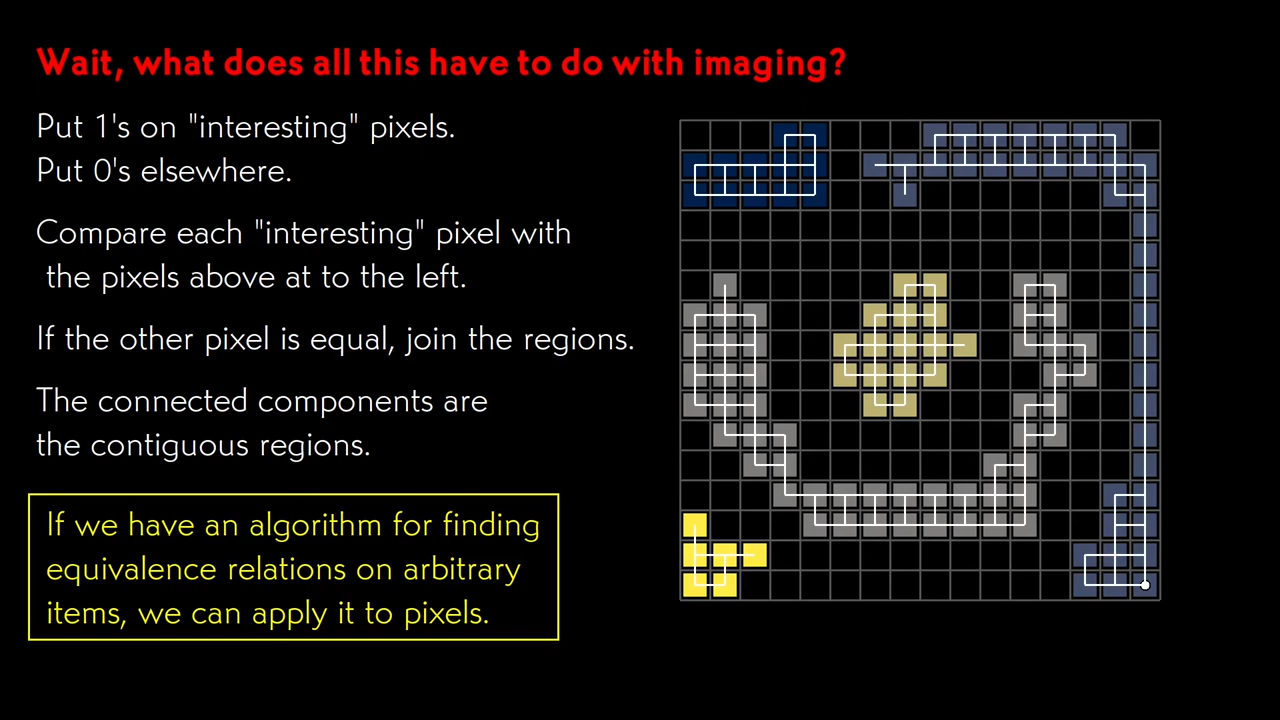 Wait, what does all this have to do with imaging?
Put 1's on "interesting" pixels.
Put 0's elsewhere.
Compare each "interesting" pixel with
the pixels above at to the left.
If the other pixel is equal, join the regions.
The connected components are
the contiguous regions.
If we have an algorithm for finding
equivalence relations on arbitrary
items, we can apply it to pixels.